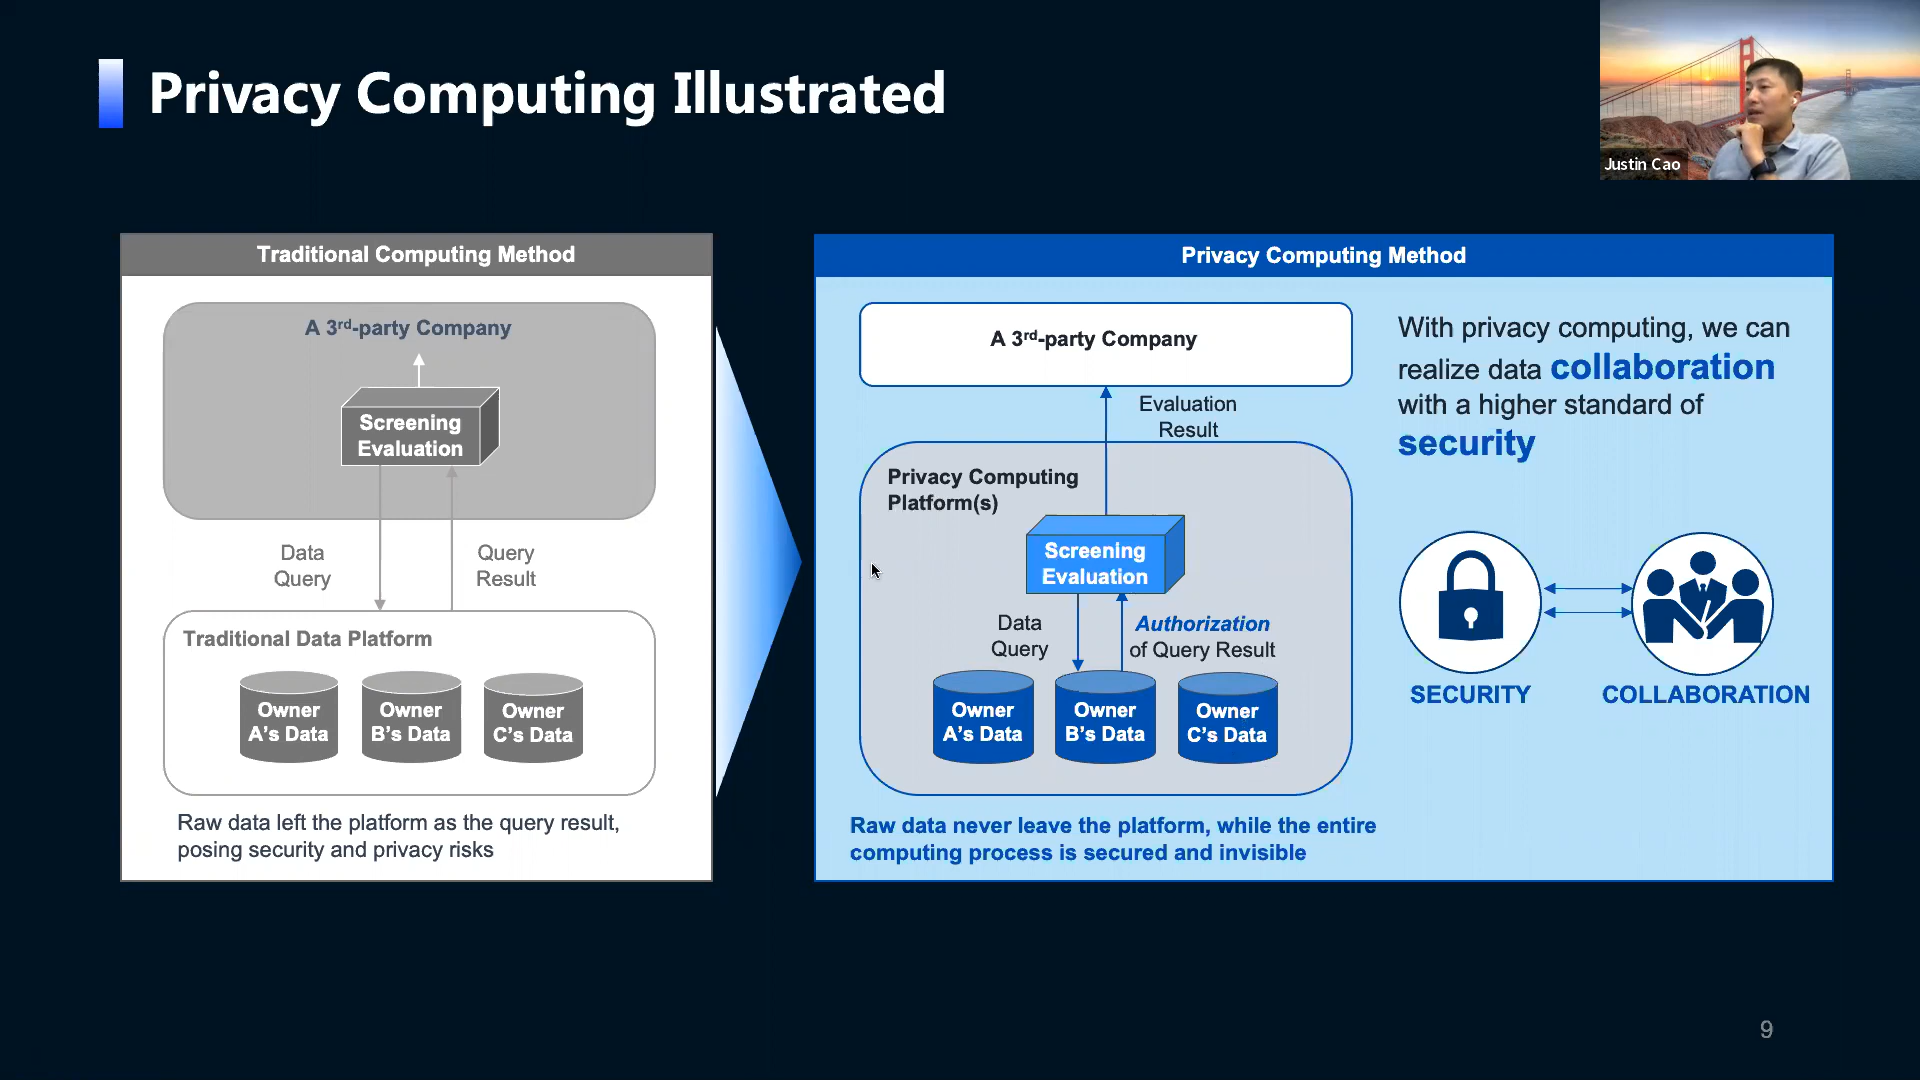 Privacy Computing Illustrated
Justin Cao
Traditional Computing Method
A 3rd-party Company
Screening
Evaluation
Data
Query
Query
Result
Traditional Data Platform
Owner
A's Data
Owner
B's Data
Owner
C's Data
Raw data left the platform as the query result,
posing security and privacy risks
Privacy Computing Method
A 3rd-party Company
Evaluation
Result
Privacy Computing
Platform(s)
Screening
Evaluation
Data
Query
Authorization
of Query Result
Owner
A's Data
Owner
B's Data
Owner
C's Data
Raw data never leave the platform, while the entire
computing process is secured and invisible
With privacy computing, we can
realize data collaboration
with a higher standard of
security
SECURITY
COLLABORATION
9